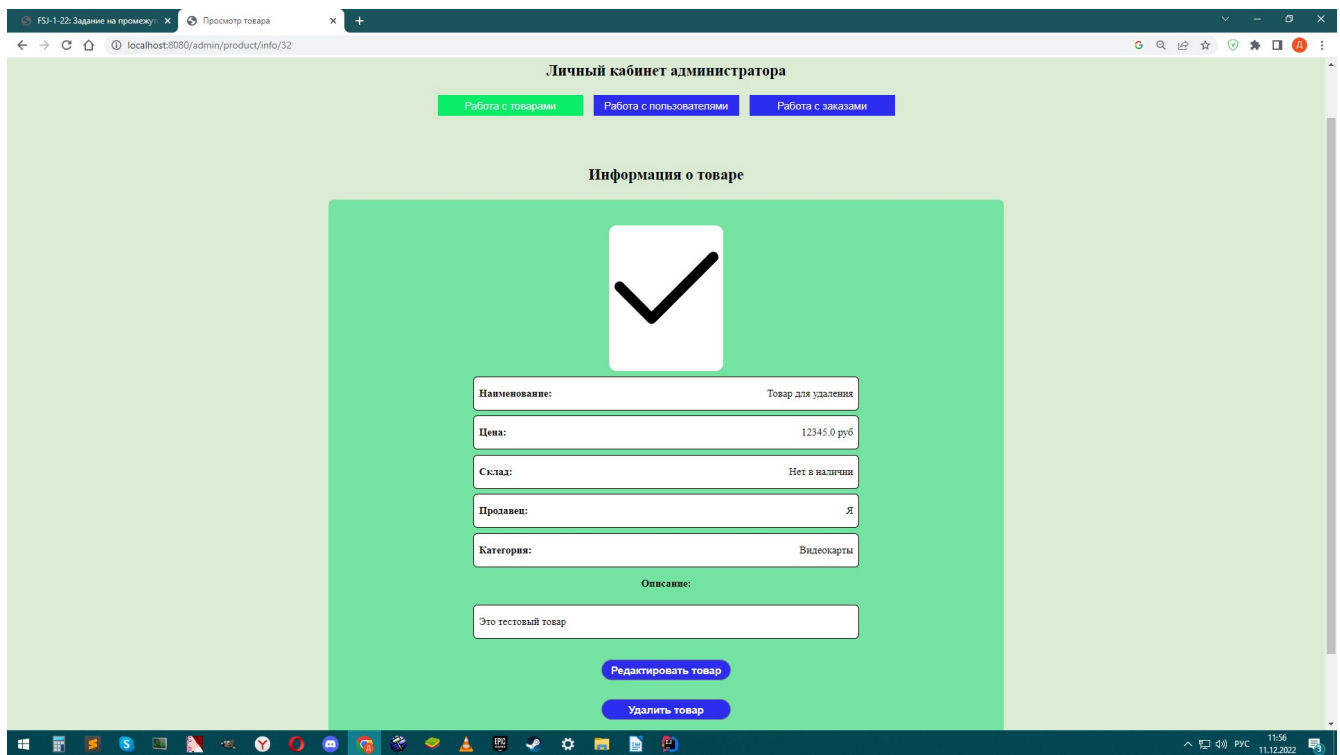 FSJ-1-22: Задание на промежут
Просмотр товара
localhost:8080/admin/product/info/32
Д
Личный кабинет администратора
Работа с товарами Работа с пользователями Работа с заказами
Информация о товаре
Наименование: Товар для удаления
Цена: 12345.0 руб
Склад: Нет в наличии
Продавец: Я
Категория: Видеокарты
Описание:
Это тестовый товар
Редактировать товар
Удалить товар
EPIC
РУС
11:56
11.12.2022